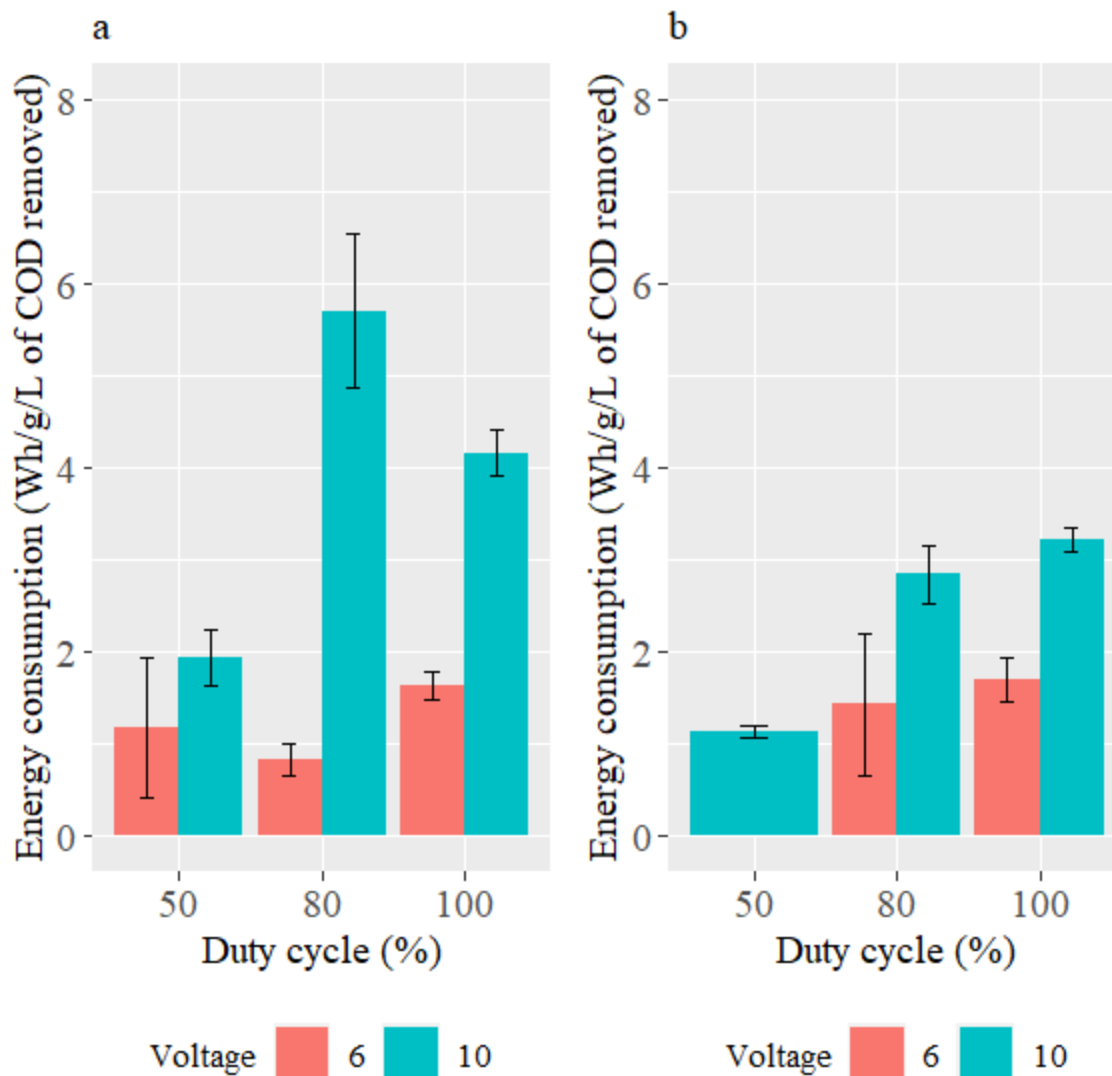 a
Energy consumption (Wh/g/L of COD removed)
8
6
4
2
0
50 80 100
Duty cycle (%)
Voltage 6 10
b
Energy consumption (Wh/g/L of COD removed)
8
6
4
2
0
50 80 100
Duty cycle (%)
Voltage 6 10